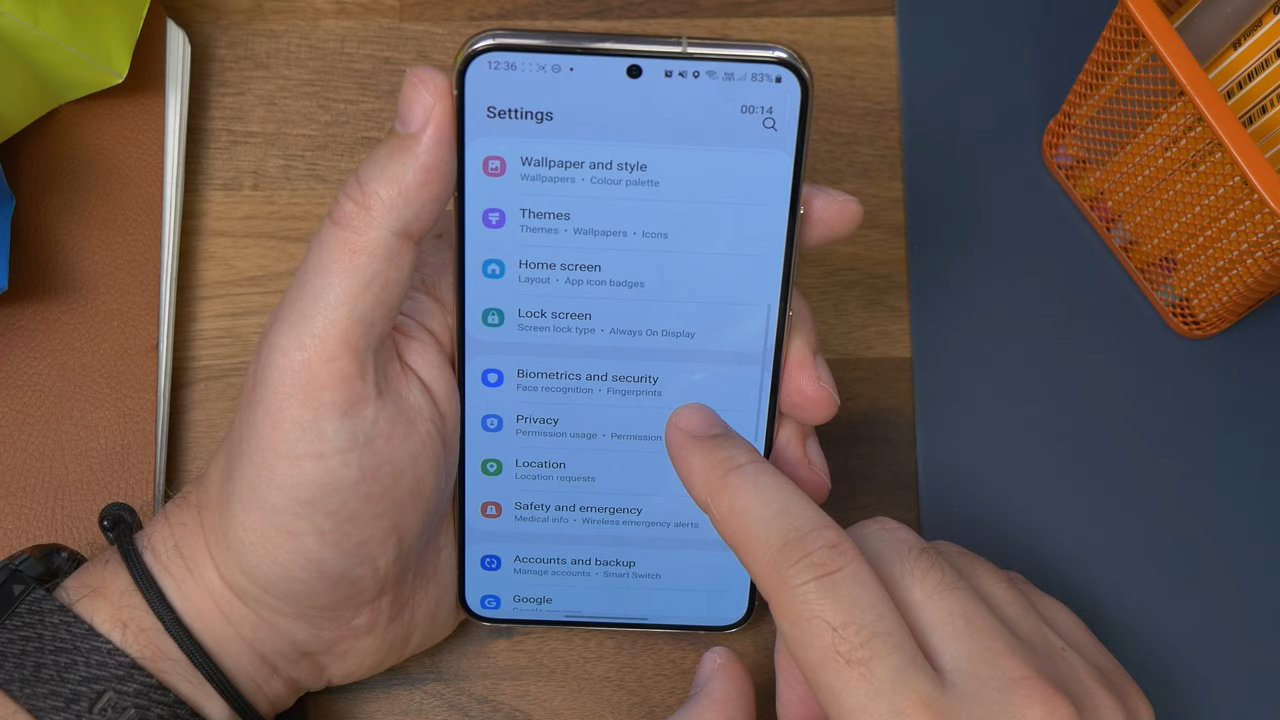 12:36
83%
Settings
00:14
Wallpaper and style
Wallpapers • Colour palette
Themes
Themes • Wallpapers • Icons
Home screen
Layout • App icon badges
Lock screen
Screen lock type • Always On Display
Biometrics and security
Face recognition • Fingerprints
Privacy
Permission usage • Permission
Location
Location requests
Safety and emergency
Medical info • Wireless emergency alerts
Accounts and backup
Manage accounts • Smart Switch
Google
point 88